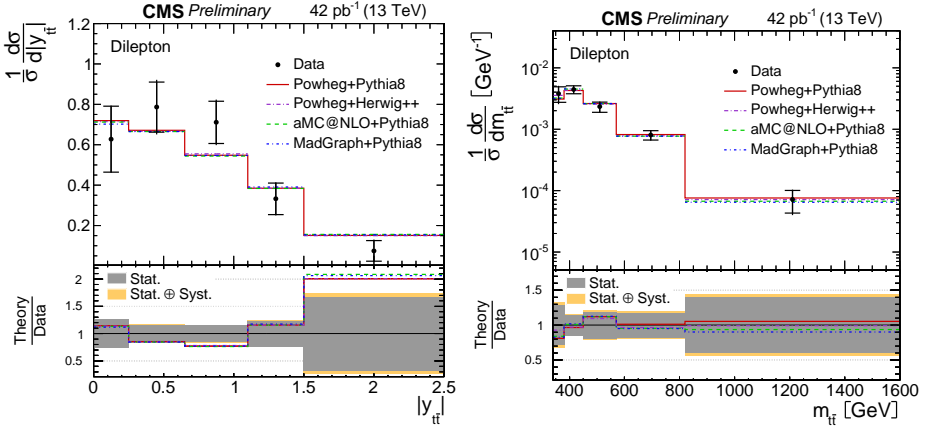 CMS Preliminary 42 pb⁻¹ (13 TeV)
1/σ dσ/d|y_tt̄|
1.2
1
0.8
0.6
0.4
0.2
Dilepton
Data
Powheg+Pythia8
Powheg+Herwig++
aMC@NLO+Pythia8
MadGraph+Pythia8
Theory/Data
2
1.5
1
0.5
Stat.
Stat. ⊕ Syst.
0 0.5 1 1.5 2 2.5
|y_tt̄|
CMS Preliminary 42 pb⁻¹ (13 TeV)
1/σ dσ/dm_tt̄ [GeV⁻¹]
10⁻²
10⁻³
10⁻⁴
10⁻⁵
Dilepton
Data
Powheg+Pythia8
Powheg+Herwig++
aMC@NLO+Pythia8
MadGraph+Pythia8
Theory/Data
1.5
1
0.5
Stat.
Stat. ⊕ Syst.
400 600 800 1000 1200 1400 1600
m_tt̄ [GeV]